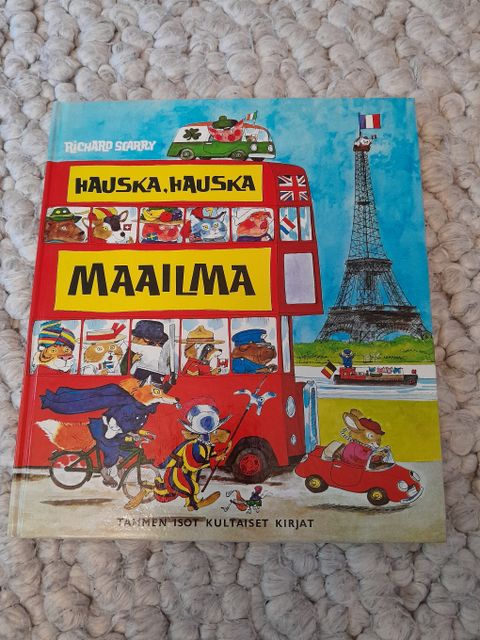 RICHARD SCARRY
HAUSKA, HAUSKA
MAAILMA
TAMMEN ISOT KULTAISET KIRJAT